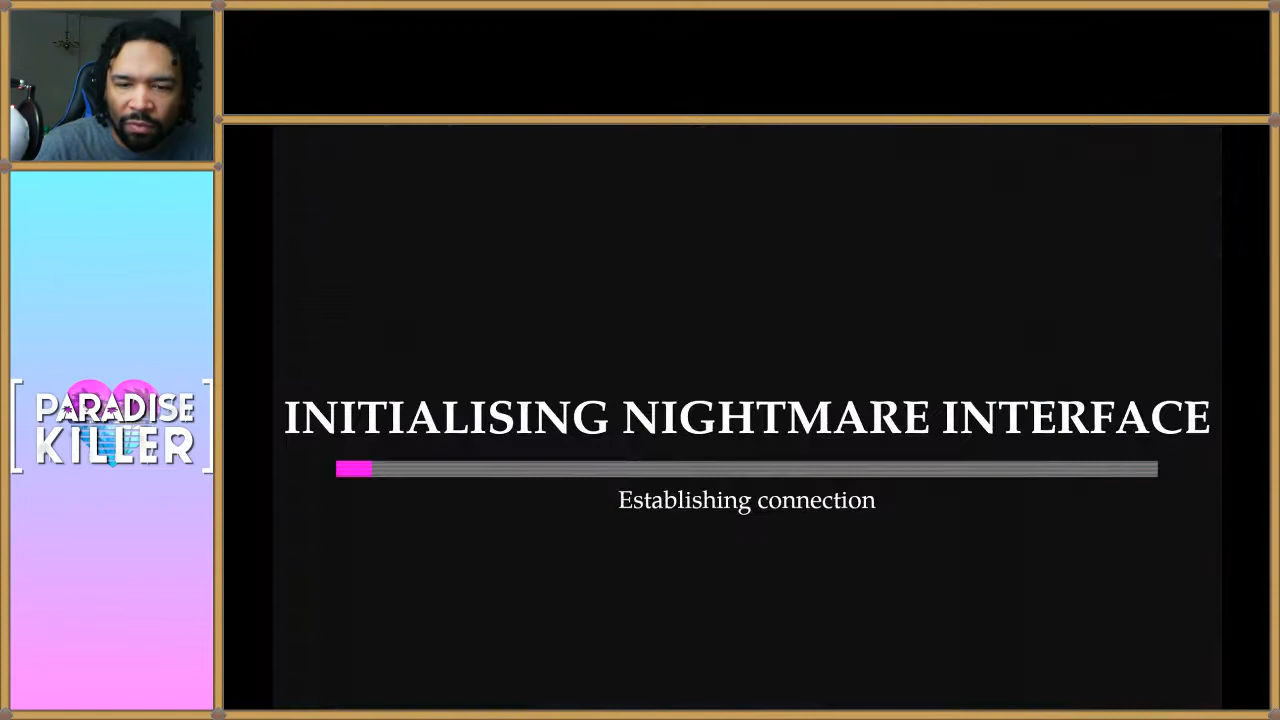 PARADISE
KILLER
INITIALISING NIGHTMARE INTERFACE
Establishing connection